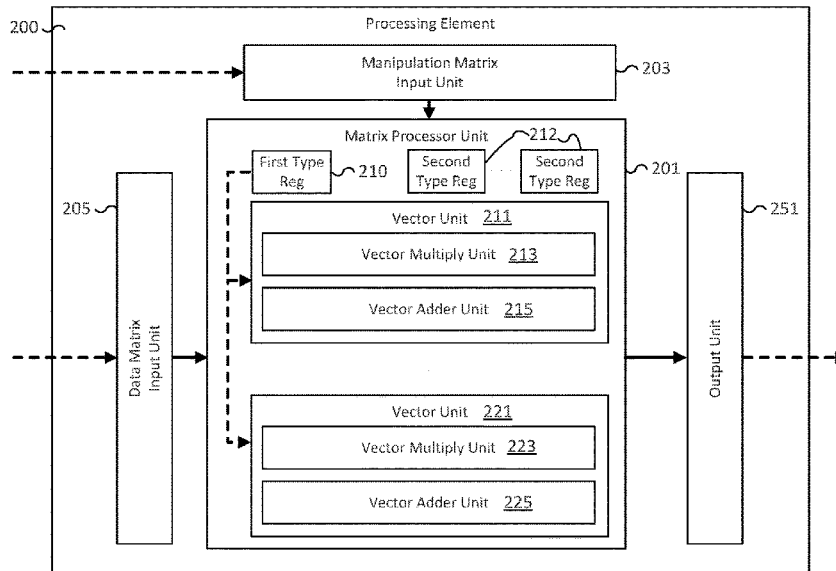 200
Processing Element
Manipulation Matrix
Input Unit
203
Matrix Processor Unit
212
First Type
Reg
210
Second
Type Reg
Second
Type Reg
201
205
251
Vector Unit 211
Vector Multiply Unit 213
Vector Adder Unit 215
Data Matrix
Input Unit
Output Unit
Vector Unit 221
Vector Multiply Unit 223
Vector Adder Unit 225